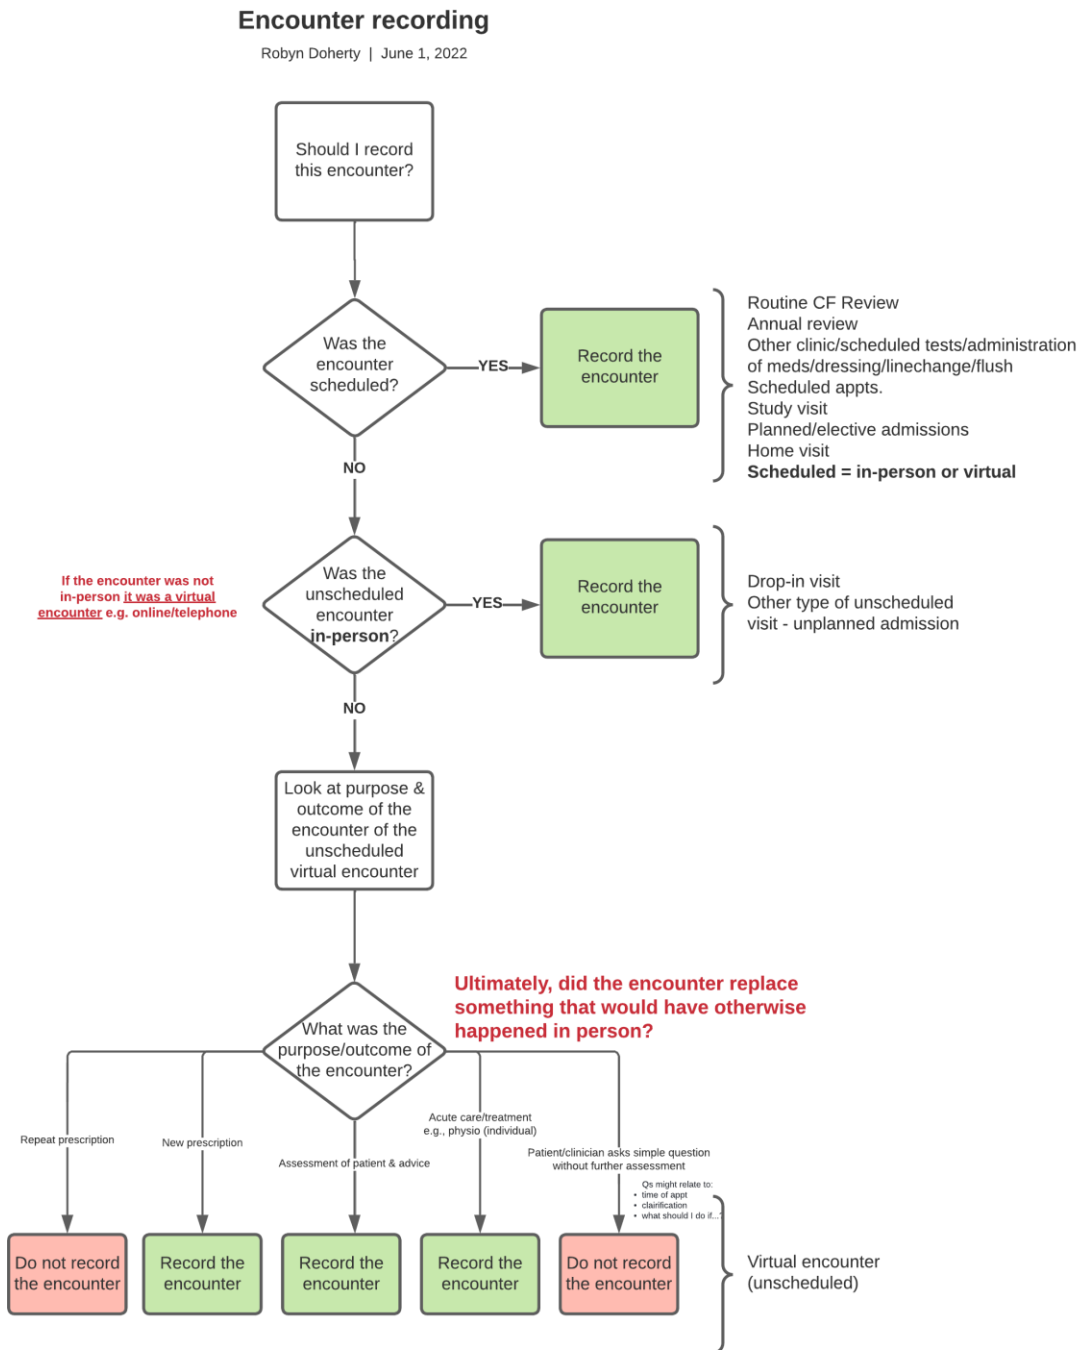 Encounter recording
Robyn Doherty | June 1, 2022
Should I record
this encounter?
Was the
encounter
scheduled?
YES
Record the
encounter
Routine CF Review
Annual review
Other clinic/scheduled tests/administration
of meds/dressing/linechange/flush
Scheduled appts.
Study visit
Planned/elective admissions
Home visit
Scheduled = in-person or virtual
NO
If the encounter was not
in-person it was a virtual
encounter e.g. online/telephone
Was the
unscheduled
encounter
in-person?
YES
Record the
encounter
Drop-in visit
Other type of unscheduled
visit - unplanned admission
NO
Look at purpose &
outcome of the
encounter of the
unscheduled
virtual encounter
Ultimately, did the encounter replace
something that would have otherwise
happened in person?
What was the
purpose/outcome of
the encounter?
Repeat prescription
New prescription
Assessment of patient & advice
Acute care/treatment
e.g., physio (individual)
Patient/clinician asks simple question
without further assessment
Qs might relate to:
• time of appt
• clairification
• what should I do if...?
Do not record
the encounter
Record the
encounter
Record the
encounter
Record the
encounter
Do not record
the encounter
Virtual encounter
(unscheduled)